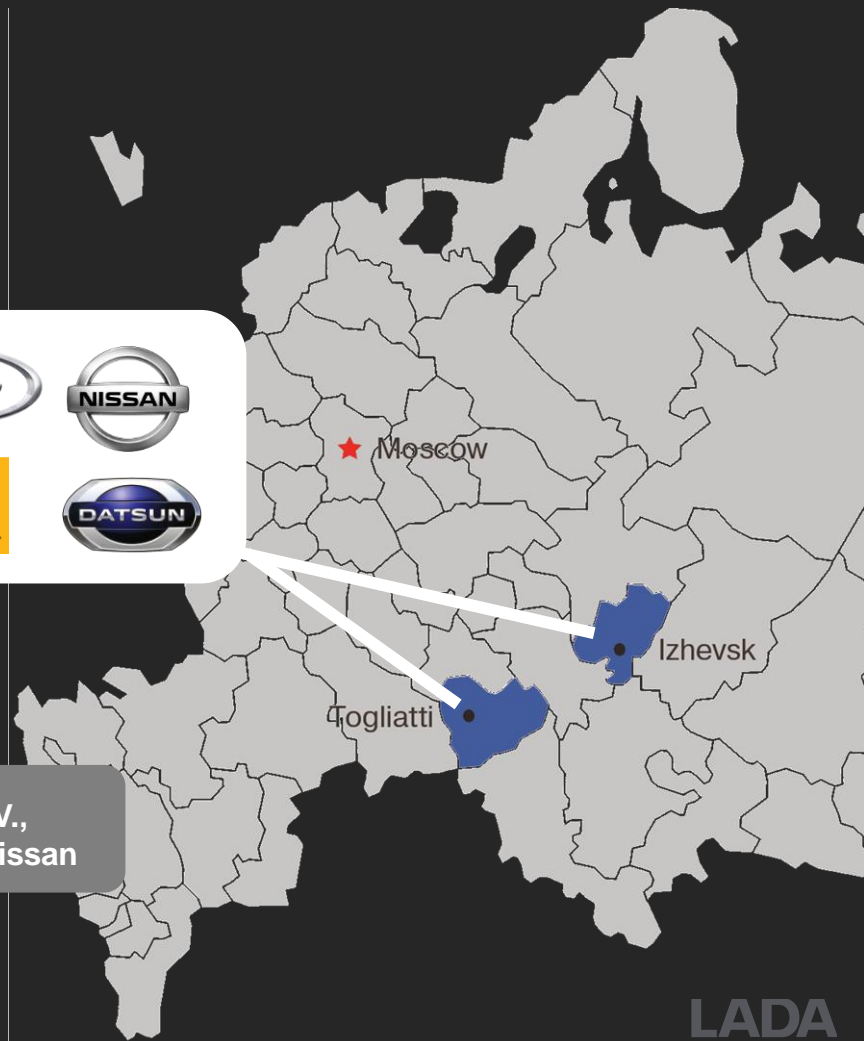 NISSAN
Moscow
DATSUN
Izhevsk
Togliatti
V.,
issan
LADA